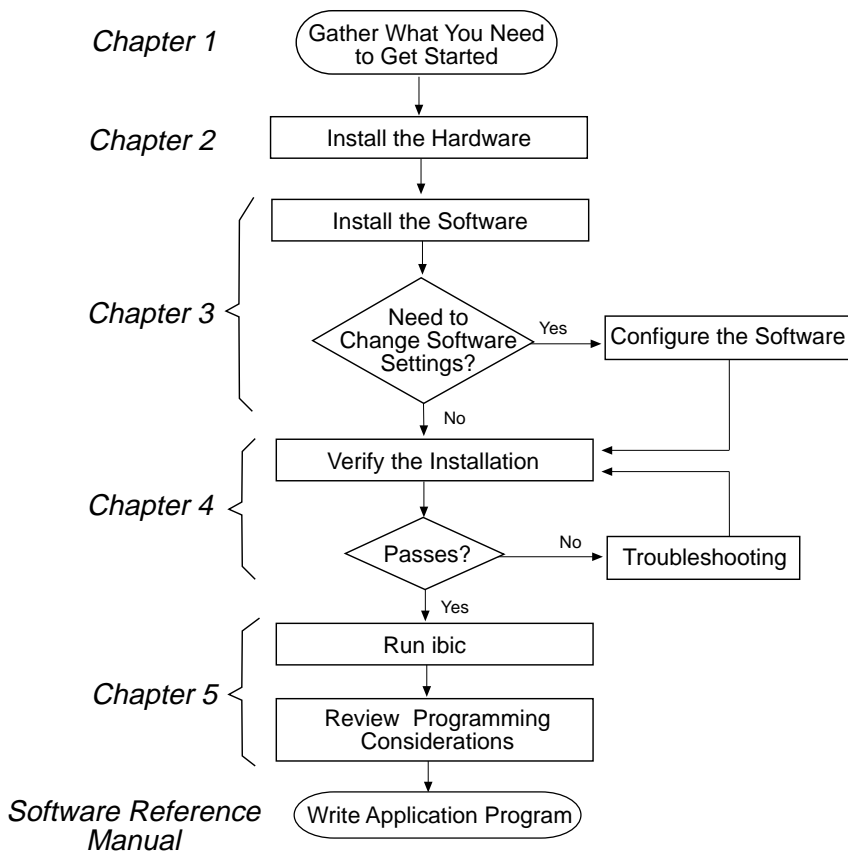 Chapter 1
Gather What You Need
to Get Started
Chapter 2
Install the Hardware
Install the Software
Chapter 3
Need to
Change Software
Settings?
Yes
Configure the Software
No
Verify the Installation
Chapter 4
Passes?
No
Troubleshooting
Yes
Run ibic
Chapter 5
Review Programming
Considerations
Software Reference
Manual
Write Application Program